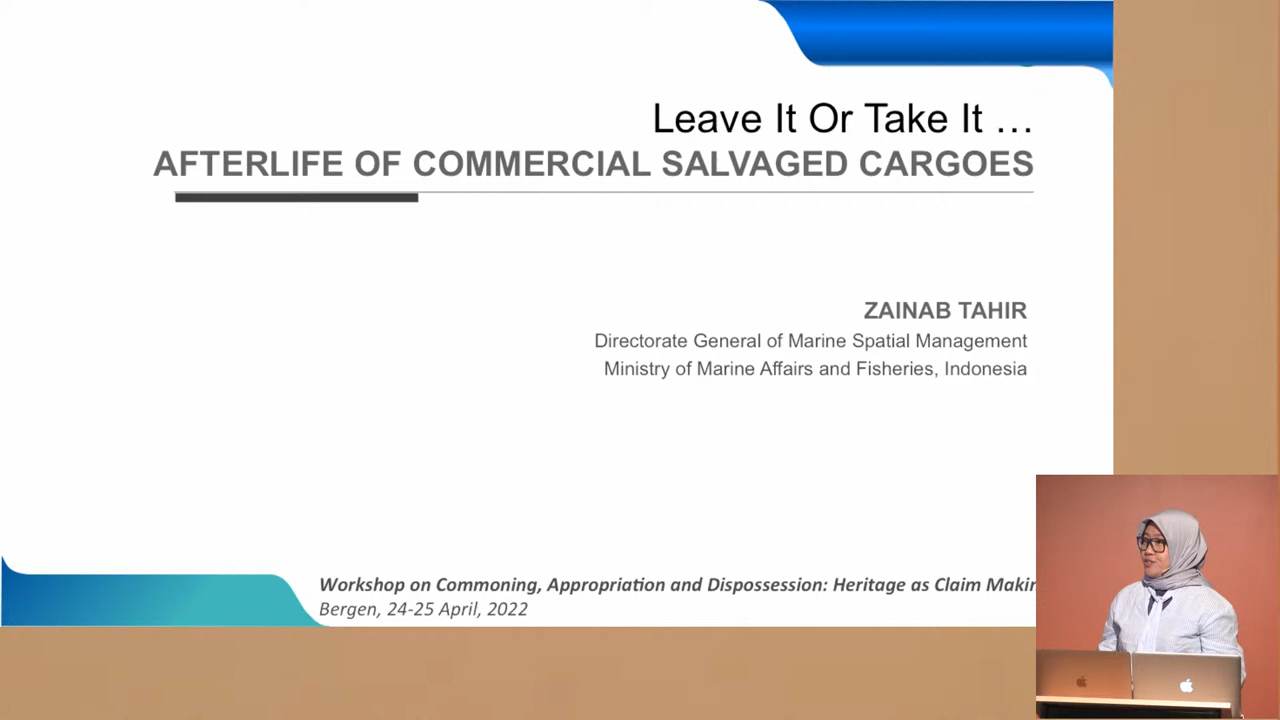 Leave It Or Take It …
AFTERLIFE OF COMMERCIAL SALVAGED CARGOES
ZAINAB TAHIR
Directorate General of Marine Spatial Management
Ministry of Marine Affairs and Fisheries, Indonesia
Workshop on Commoning, Appropriation and Dispossession: Heritage as Claim Makin
Bergen, 24-25 April, 2022